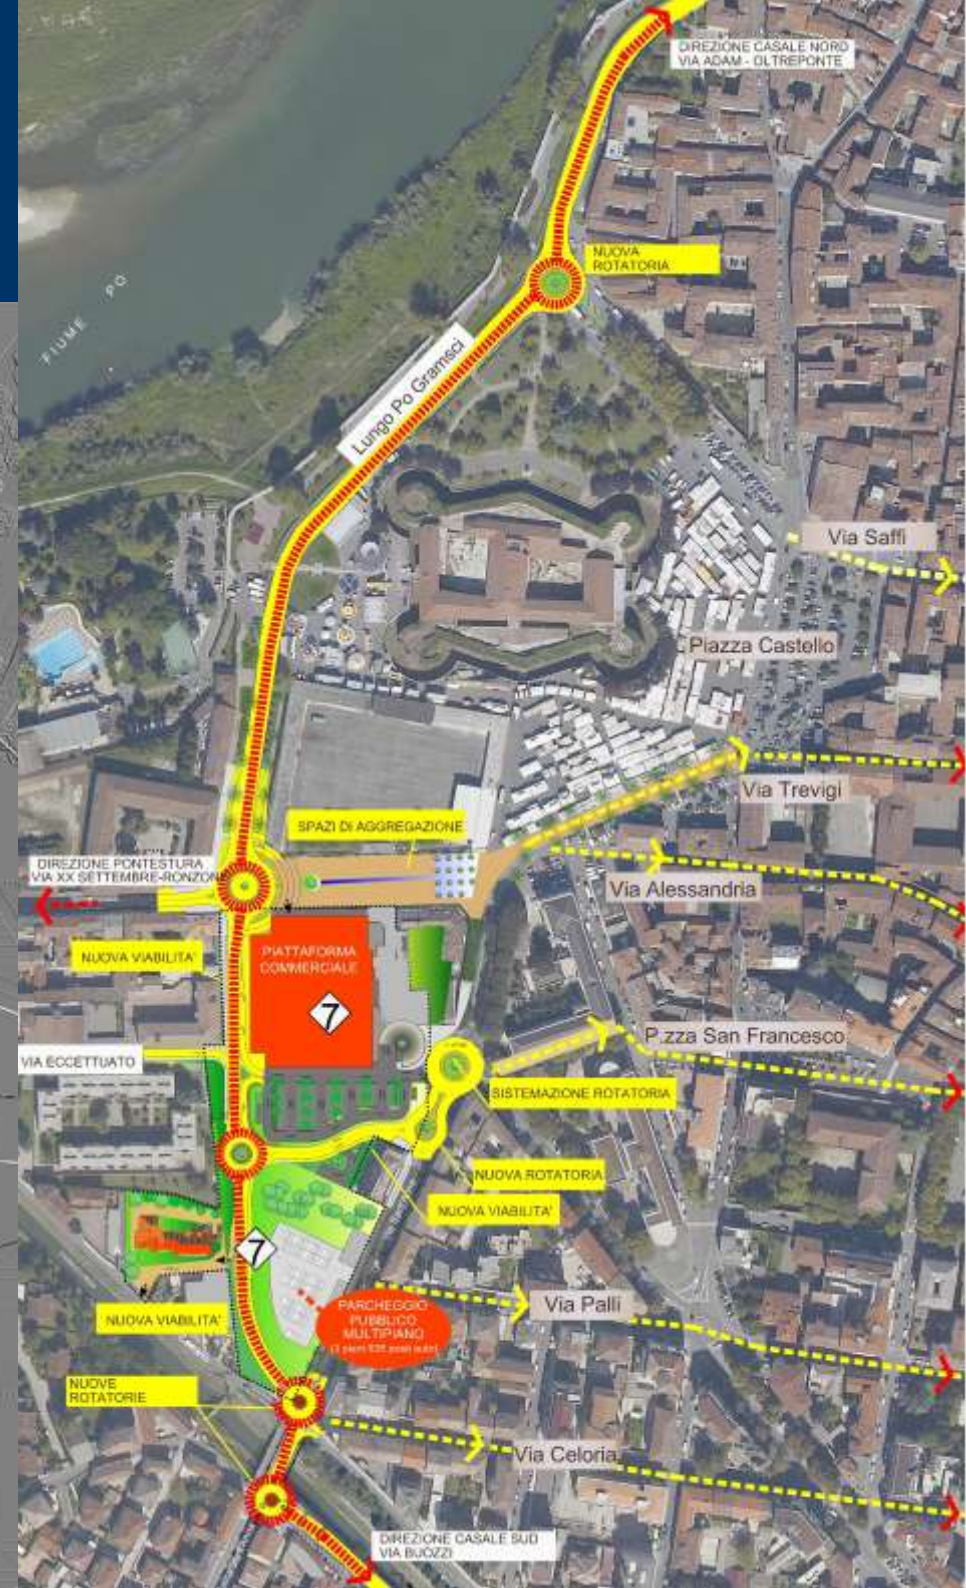 DIREZIONE CASALE NORD
VIA ADAM - OLTREPONTE
NUOVA
ROTATORIA
FIUME PO
Lungo Po Gramsci
Via Saffi
Piazza Castello
Via Trevigi
SPAZI DI AGGREGAZIONE
DIREZIONE PONTESTURA
VIA XX SETTEMBRE-RONZON
Via Alessandria
NUOVA VIABILITA'
PIATTAFORMA
COMMERCIALE
7
P.zza San Francesco
VIA ECCETTUATO
SISTEMAZIONE ROTATORIA
NUOVA ROTATORIA
NUOVA VIABILITA'
7
PARCHEGGIO
PUBBLICO
MULTIPIANO
Via Palli
NUOVA VIABILITA'
NUOVE
ROTATORIE
Via Celoria
DIREZIONE CASALE SUD
VIA BUOZZI